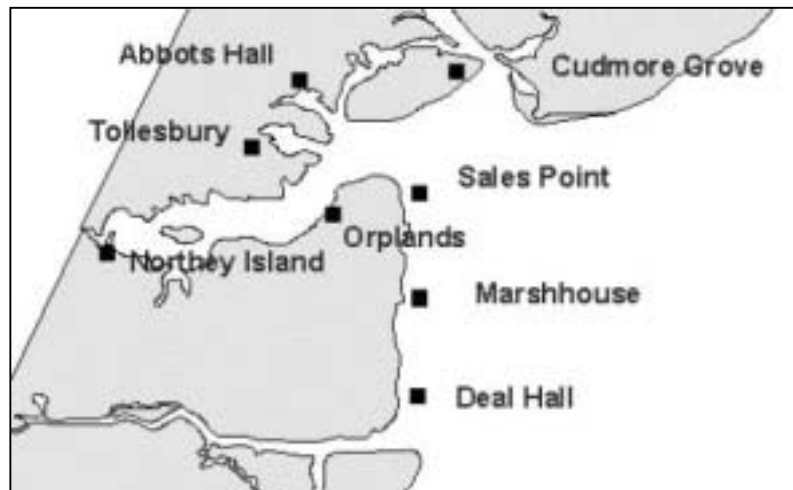 Abbots Hall
Cudmore Grove
Tollesbury
Sales Point
Orplands
Northey Island
Marshhouse
Deal Hall